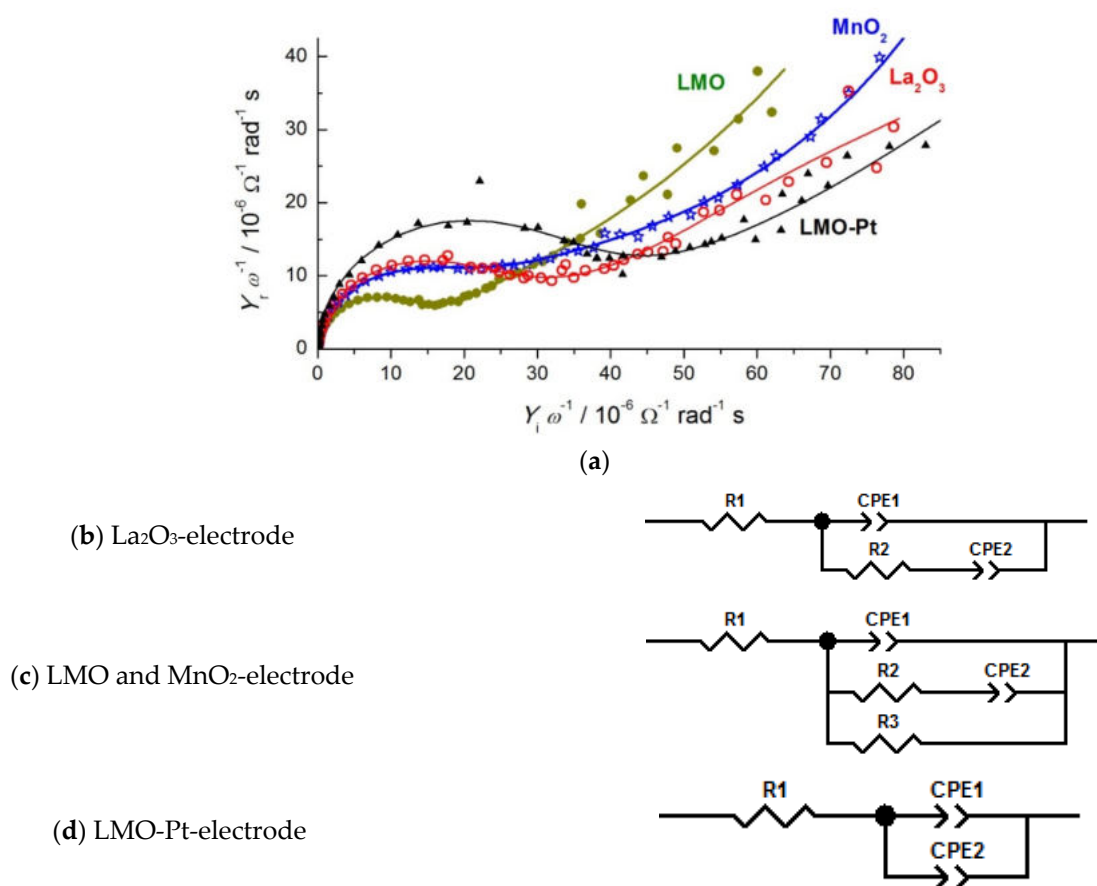 MnO₂
40
LMO
La₂O₃
30
20
LMO-Pt
10
0
0 10 20 30 40 50 60 70 80
Yᵣ ω⁻¹ / 10⁻⁶ Ω⁻¹ rad⁻¹ s
Yᵢ ω⁻¹ / 10⁻⁶ Ω⁻¹ rad⁻¹ s
(a)
R1 CPE1
(b) La₂O₃-electrode
R2 CPE2
R1 CPE1
(c) LMO and MnO₂-electrode
R2 CPE2
R3
R1 CPE1
(d) LMO-Pt-electrode
CPE2